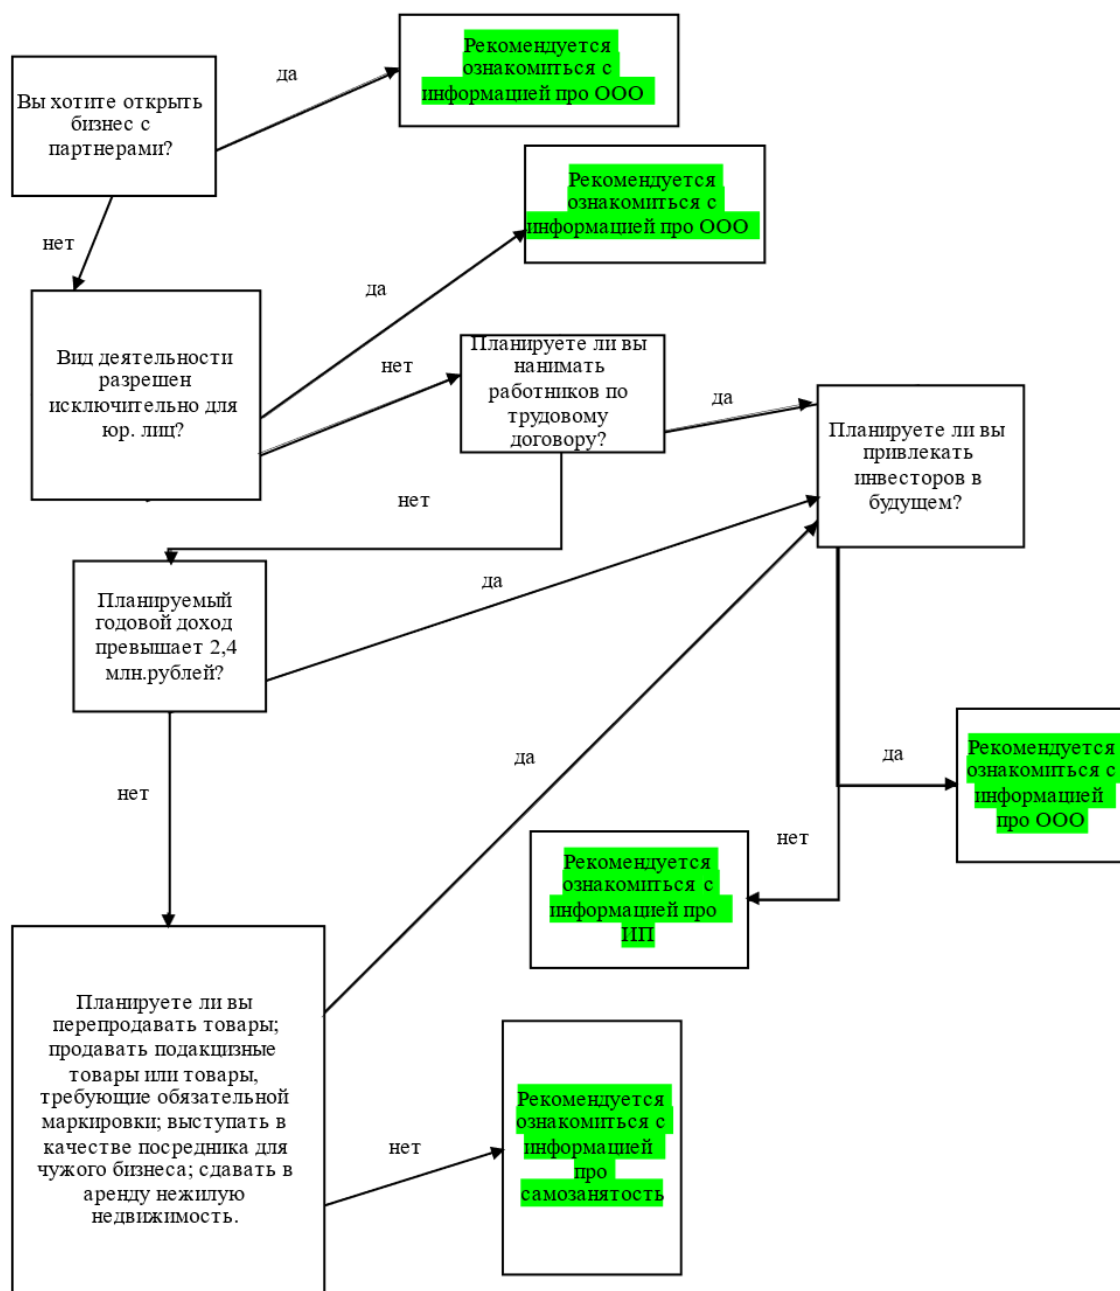 Вы хотите открыть
бизнес с
партнерами?
да
Рекомендуется
ознакомиться с
информацией про ООО
нет
Рекомендуется
ознакомиться с
информацией про ООО
да
Вид деятельности
разрешен
исключительно для
юр. лиц?
нет
Планируете ли вы
нанимать
работников по
трудовому
договору?
да
Планируете ли вы
привлекать
инвесторов в
будущем?
нет
Планируемый
годовой доход
превышает 2,4
млн.рублей?
да
нет
да
да
Рекомендуется
ознакомиться с
информацией
про ООО
нет
Рекомендуется
ознакомиться с
информацией про
ИП
Планируете ли вы
перепродавать товары;
продавать подакцизные
товары или товары,
требующие обязательной
маркировки; выступать в
качестве посредника для
чужого бизнеса; сдавать в
аренду нежилую
недвижимость.
нет
Рекомендуется
ознакомиться с
информацией
про
самозанятость